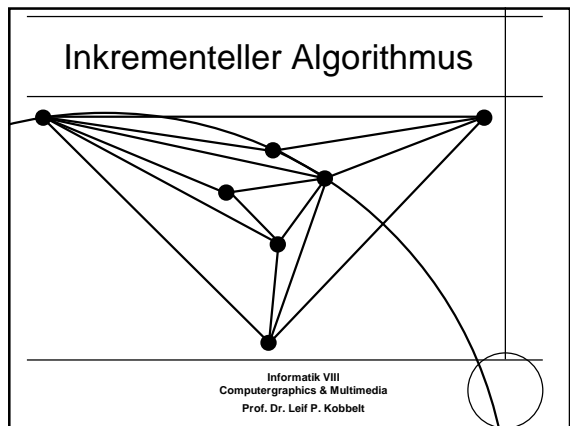 Inkrementeller Algorithmus
Informatik VIII
Computergraphics & Multimedia
Prof. Dr. Leif P. Kobbelt